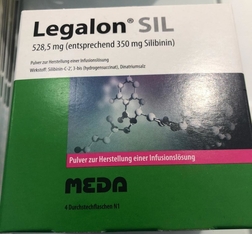 Legalon® SIL
528,5 mg (entsprechend 350 mg Silibinin)
Pulver zur Herstellung einer Infusionslösung
Wirkstoff: Silibinin-C-2', 3-bis (hydrogensuccinat), Dinatriumsalz
Pulver zur Herstellung einer Infusionslösung
MEDA
4 Durchstechflaschen N1